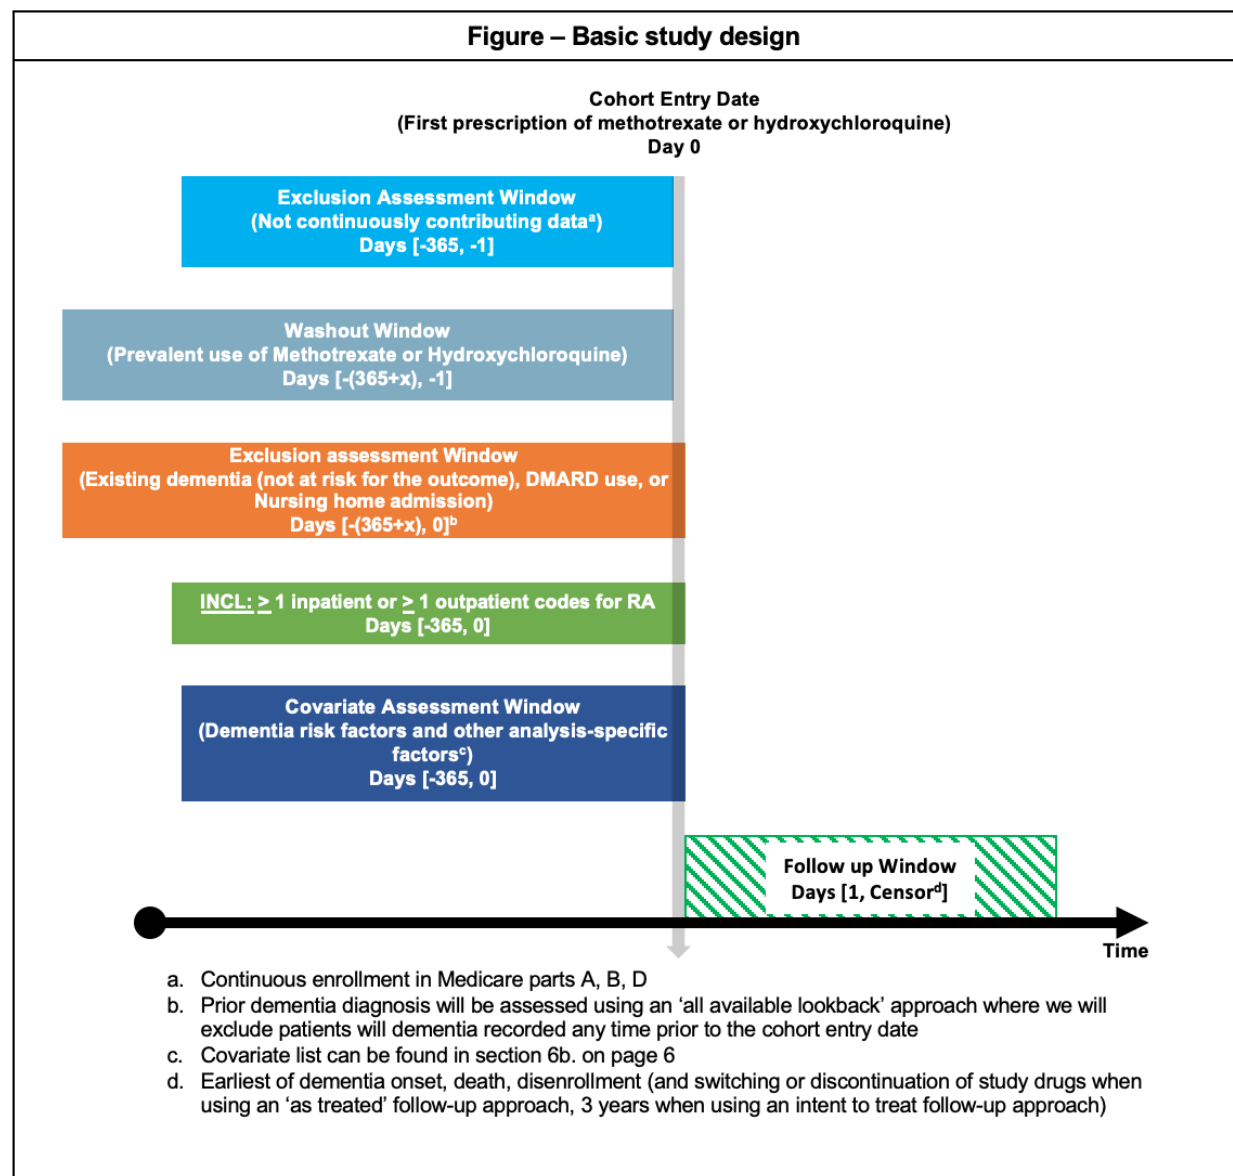 Figure – Basic study design
Cohort Entry Date
(First prescription of methotrexate or hydroxychloroquine)
Day 0
Exclusion Assessment Window
(Not continuously contributing dataᵃ)
Days [-365, -1]
Washout Window
(Prevalent use of Methotrexate or Hydroxychloroquine)
Days [-(365+x), -1]
Exclusion assessment Window
(Existing dementia (not at risk for the outcome), DMARD use, or
Nursing home admission)
Days [-(365+x), 0]ᵇ
INCL: > 1 inpatient or > 1 outpatient codes for RA
Days [-365, 0]
Covariate Assessment Window
(Dementia risk factors and other analysis-specific
factorsᶜ)
Days [-365, 0]
Follow up Window
Days [1, Censorᵈ]
Time
a. Continuous enrollment in Medicare parts A, B, D
b. Prior dementia diagnosis will be assessed using an ‘all available lookback’ approach where we will
exclude patients will dementia recorded any time prior to the cohort entry date
c. Covariate list can be found in section 6b. on page 6
d. Earliest of dementia onset, death, disenrollment (and switching or discontinuation of study drugs when
using an ‘as treated’ follow-up approach, 3 years when using an intent to treat follow-up approach)